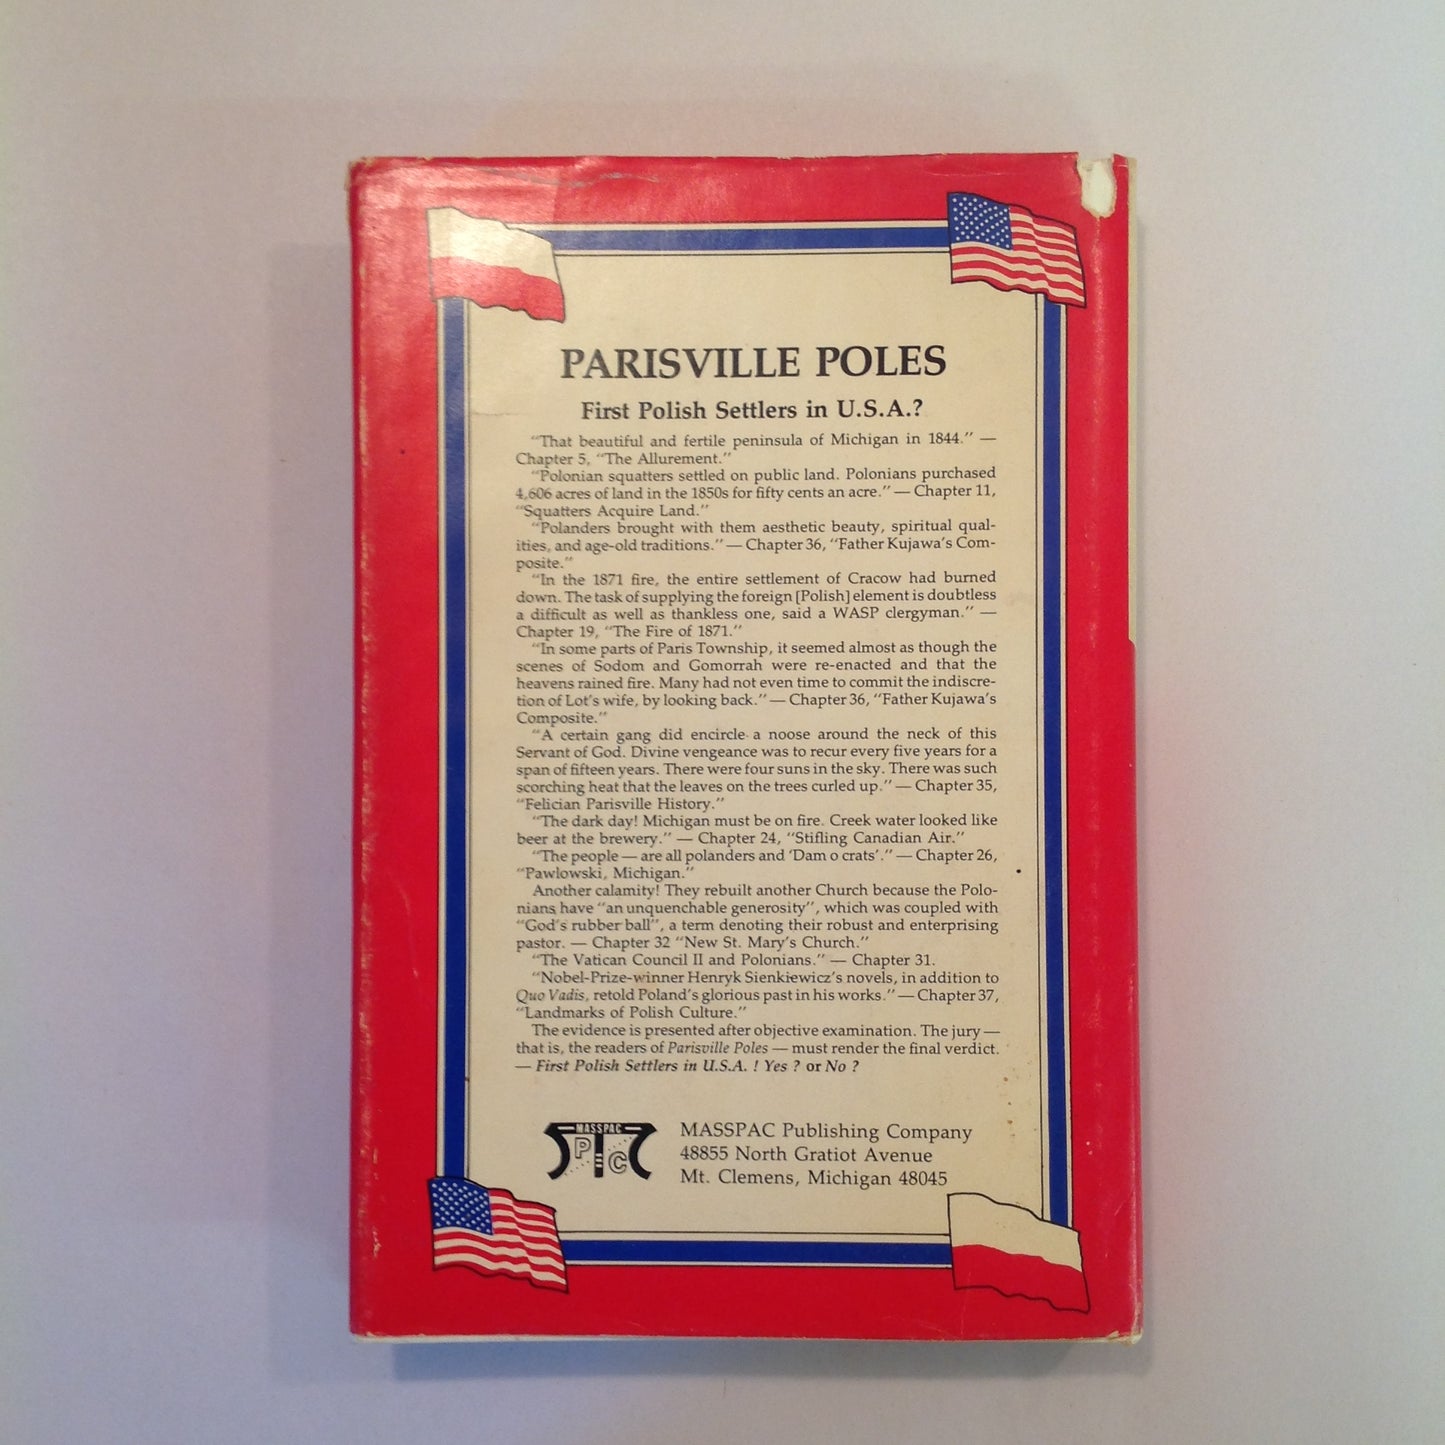 PARISVILLE POLES
First Polish Settlers in U.S.A.?
"That beautiful and fertile peninsula of Michigan in 1844." —
Chapter 5, "The Allurement."
"Polonian squatters settled on public land. Polonians purchased
4,606 acres of land in the 1850s for fifty cents an acre." — Chapter 11,
"Squatters Acquire Land."
"Polanders brought with them aesthetic beauty, spiritual qual-
ities, and age-old traditions." — Chapter 36, "Father Kujawa's Com-
posite."
"In the 1871 fire, the entire settlement of Cracow had burned
down. The task of supplying the foreign [Polish] element is doubtless
a difficult as well as thankless one, said a WASP clergyman." —
Chapter 19, "The Fire of 1871."
"In some parts of Paris Township, it seemed almost as though the
scenes of Sodom and Gomorrah were re-enacted and that the
heavens rained fire. Many had not even time to commit the indiscre-
tion of Lot's wife, by looking back." — Chapter 36, "Father Kujawa's
Composite."
"A certain gang did encircle a noose around the neck of this
Servant of God. Divine vengeance was to recur every five years for a
span of fifteen years. There were four suns in the sky. There was such
scorching heat that the leaves on the trees curled up." — Chapter 35,
"Felician Parisville History."
"The dark day! Michigan must be on fire. Creek water looked like
beer at the brewery." — Chapter 24, "Stifling Canadian Air."
"The people — are all polanders and 'Dam o crats'." — Chapter 26,
"Pawlowski, Michigan."
Another calamity! They rebuilt another Church because the Polo-
nians have "an unquenchable generosity", which was coupled with
"God's rubber ball", a term denoting their robust and enterprising
pastor. — Chapter 32 "New St. Mary's Church."
"The Vatican Council II and Polonians." — Chapter 31.
"Nobel-Prize-winner Henryk Sienkiewicz's novels, in addition to
Quo Vadis, retold Poland's glorious past in his works." — Chapter 37,
"Landmarks of Polish Culture."
The evidence is presented after objective examination. The jury —
that is, the readers of Parisville Poles — must render the final verdict.
— First Polish Settlers in U.S.A. ! Yes ? or No ?
MASSPAC
P C
MASSPAC Publishing Company
48855 North Gratiot Avenue
Mt. Clemens, Michigan 48045